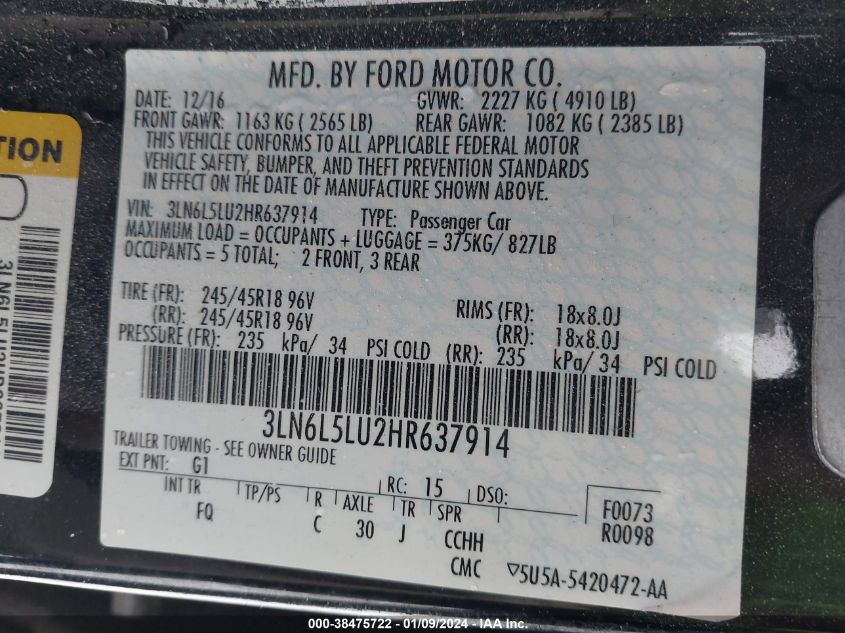 MFD. BY FORD MOTOR CO.
DATE: 12/16 GVWR: 2227 KG ( 4910 LB)
FRONT GAWR: 1163 KG ( 2565 LB) REAR GAWR: 1082 KG ( 2385 LB)
THIS VEHICLE CONFORMS TO ALL APPLICABLE FEDERAL MOTOR
VEHICLE SAFETY, BUMPER, AND THEFT PREVENTION STANDARDS
IN EFFECT ON THE DATE OF MANUFACTURE SHOWN ABOVE.
VIN: 3LN6L5LU2HR637914 TYPE: Passenger Car
MAXIMUM LOAD = OCCUPANTS + LUGGAGE = 375KG/ 827LB
OCCUPANTS = 5 TOTAL; 2 FRONT, 3 REAR
TIRE (FR): 245/45R18 96V RIMS (FR): 18x8.0J
(RR): 245/45R18 96V (RR): 18x8.0J
PRESSURE (FR): 235 kPa/ 34 PSI COLD (RR): 235 kPa/ 34 PSI COLD
3LN6L5LU2HR637914
TRAILER TOWING - SEE OWNER GUIDE
EXT PNT: G1 RC: 15 DSO:
INT TR TP/PS R AXLE TR SPR F0073
FQ C 30 J CCHH R0098
CMC 5U5A-5420472-AA
TION
000-38475722 - 01/09/2024 - IAA Inc.